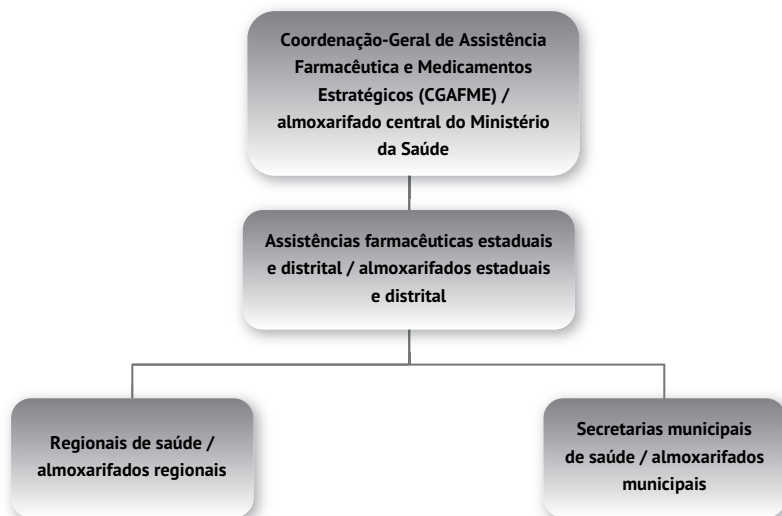 Coordenação-Geral de Assistência
Farmacêutica e Medicamentos
Estratégicos (CGAFME) /
almoxarifado central do Ministério
da Saúde
Assistências farmacêuticas estaduais
e distrital / almoxarifados estaduais
e distrital
Regionais de saúde /
almoxarifados regionais
Secretarias municipais
de saúde / almoxarifados
municipais